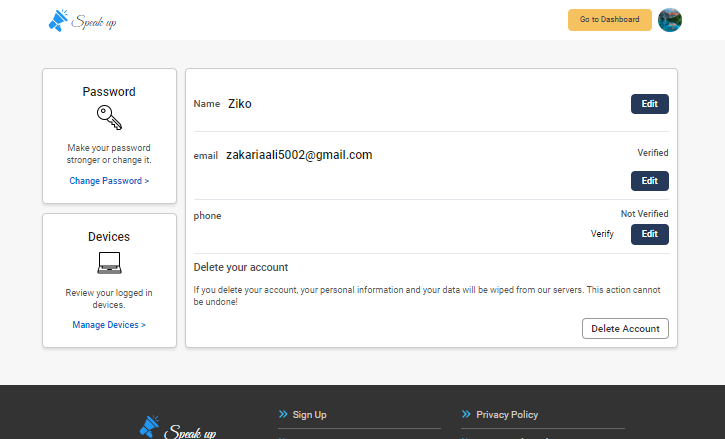 Speak up
Go to Dashboard
Password
Make your password
stronger or change it.
Change Password >
Devices
Review your logged in
devices.
Manage Devices >
Name Ziko
Edit
email zakariaali5002@gmail.com
Verified
Edit
phone
Not Verified
Verify
Edit
Delete your account
If you delete your account, your personal information and your data will be wiped from our servers. This action cannot
be undone!
Delete Account
Speak up
Sign Up
Privacy Policy